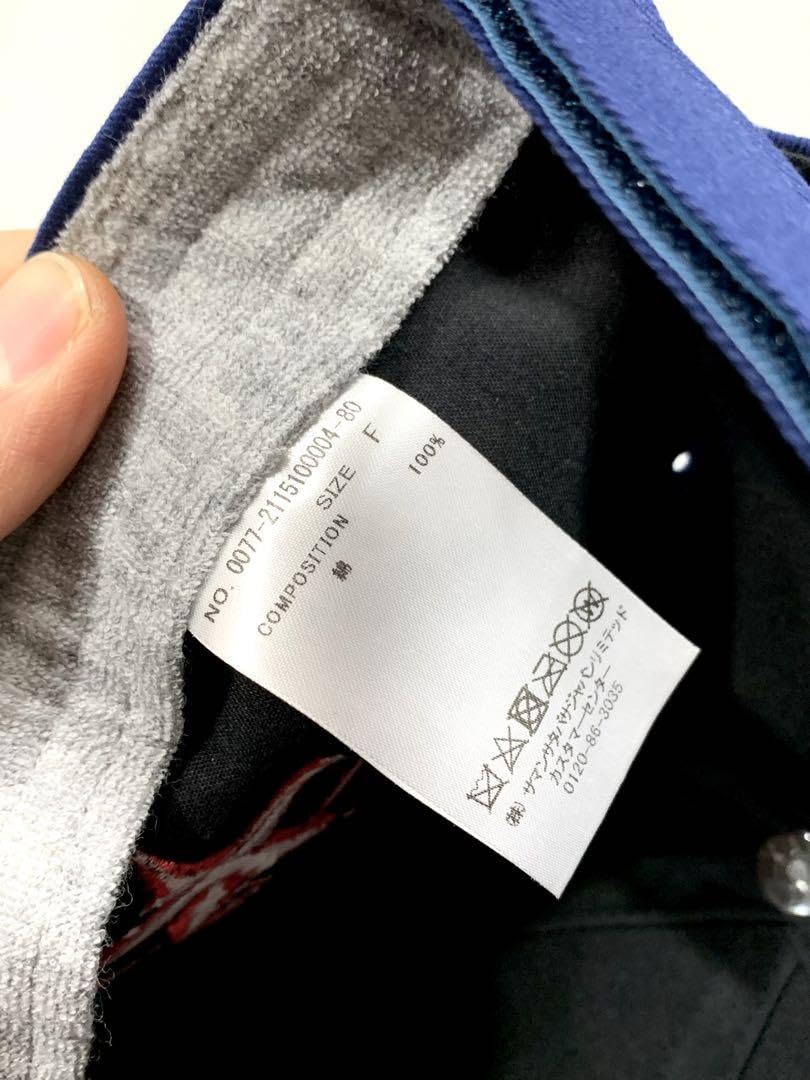 NO. 0077-2115100004-80
SIZE F
COMPOSITION
綿 100%
(株)サマンサタバサジャパンリミテッド
カスタマーセンター
0120-86-3035